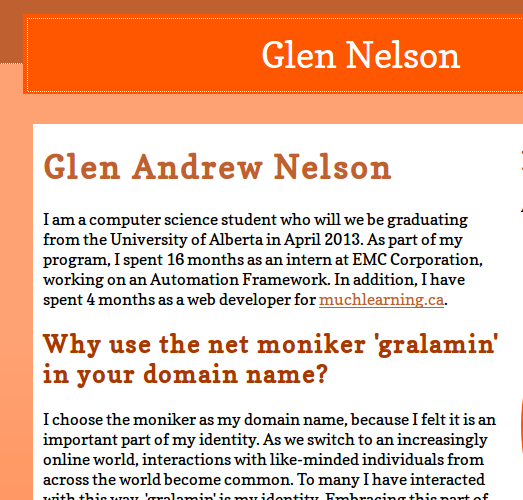 Glen Nelson
Glen Andrew Nelson
I am a computer science student who will we be graduating
from the University of Alberta in April 2013. As part of my
program, I spent 16 months as an intern at EMC Corporation,
working on an Automation Framework. In addition, I have
spent 4 months as a web developer for muchlearning.ca.
Why use the net moniker 'gralamin'
in your domain name?
I choose the moniker as my domain name, because I felt it is an
important part of my identity. As we switch to an increasingly
online world, interactions with like-minded individuals from
across the world become common. To many I have interacted
with this way, 'gralamin' is my identity. Embracing this part of